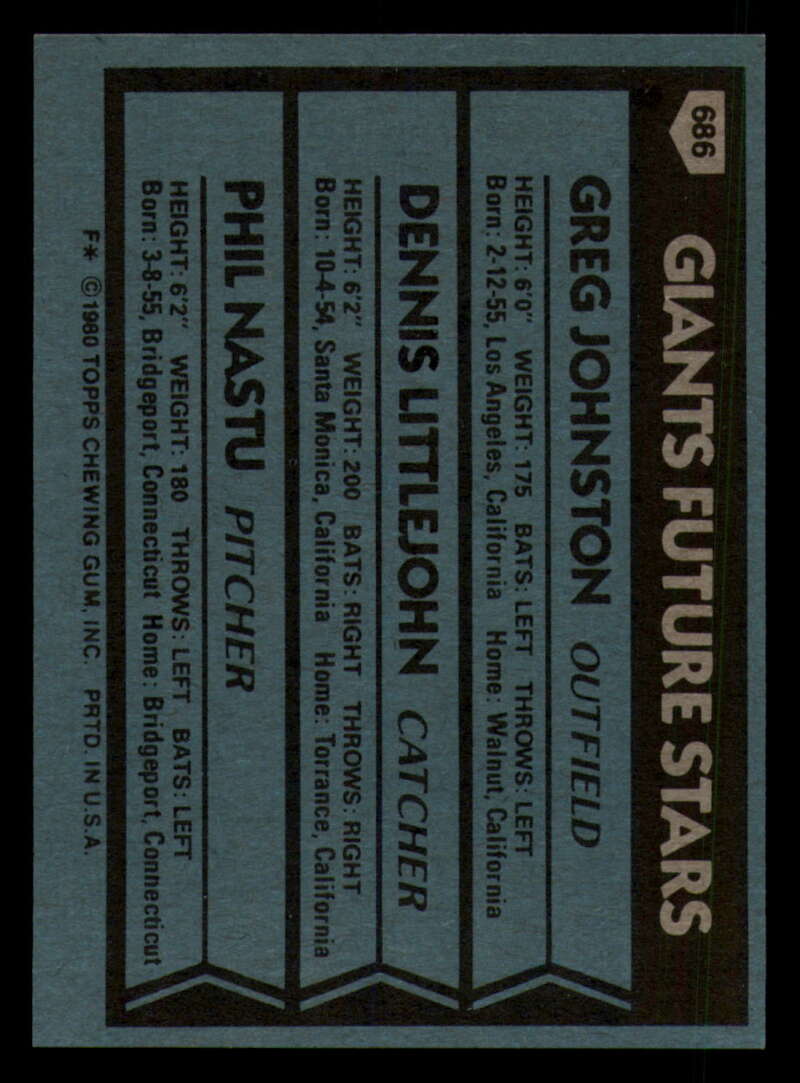 686
GIANTS FUTURE STARS
GREG JOHNSTON OUTFIELD
HEIGHT: 6'0" WEIGHT: 175 BATS: LEFT THROWS: LEFT
Born: 2-12-55, Los Angeles, California Home: Walnut, California
DENNIS LITTLEJOHN CATCHER
HEIGHT: 6'2" WEIGHT: 200 BATS: RIGHT THROWS: RIGHT
Born: 10-4-54, Santa Monica, California Home: Torrance, California
PHIL NASTU PITCHER
HEIGHT: 6'2" WEIGHT: 180 THROWS: LEFT BATS: LEFT
Born: 3-8-55, Bridgeport, Connecticut Home: Bridgeport, Connecticut
F* ©1980 TOPPS CHEWING GUM, INC. PRTD. IN U.S.A.